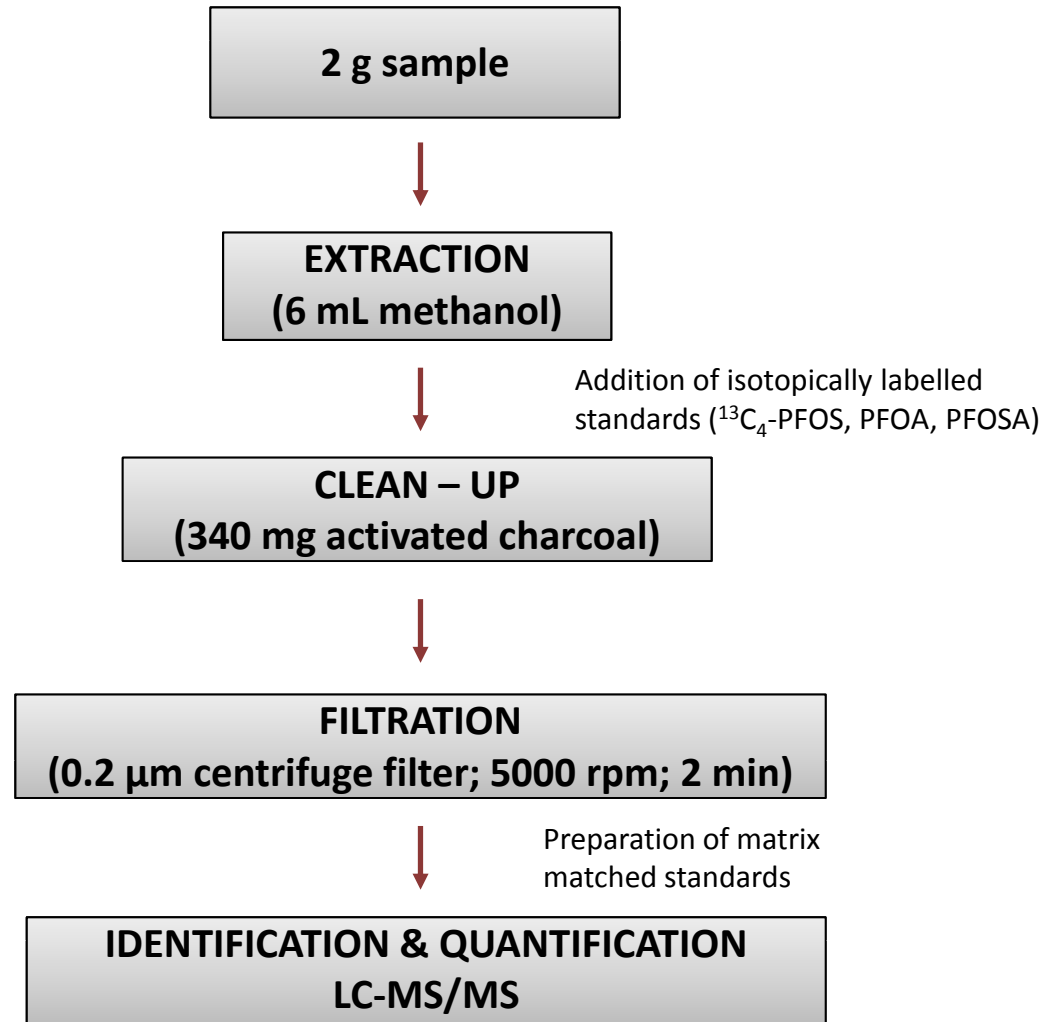 2 g sample
EXTRACTION
(6 mL methanol)
Addition of isotopically labelled
standards (¹³C₄-PFOS, PFOA, PFOSA)
CLEAN – UP
(340 mg activated charcoal)
FILTRATION
(0.2 µm centrifuge filter; 5000 rpm; 2 min)
Preparation of matrix
matched standards
IDENTIFICATION & QUANTIFICATION
LC-MS/MS